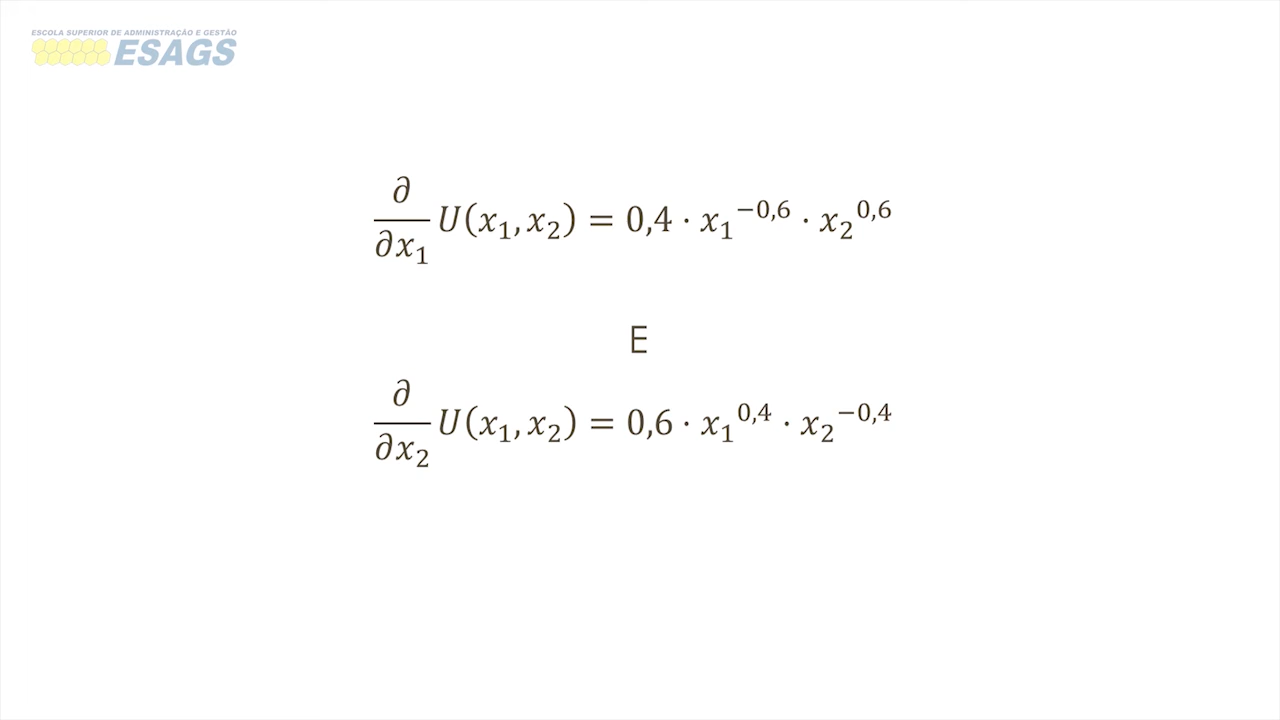 ESCOLA SUPERIOR DE ADMINISTRAÇÃO E GESTÃO
ESAGS
∂/∂x₁ U(x₁, x₂) = 0,4 · x₁^−0,6 · x₂^0,6
E
∂/∂x₂ U(x₁, x₂) = 0,6 · x₁^0,4 · x₂^−0,4